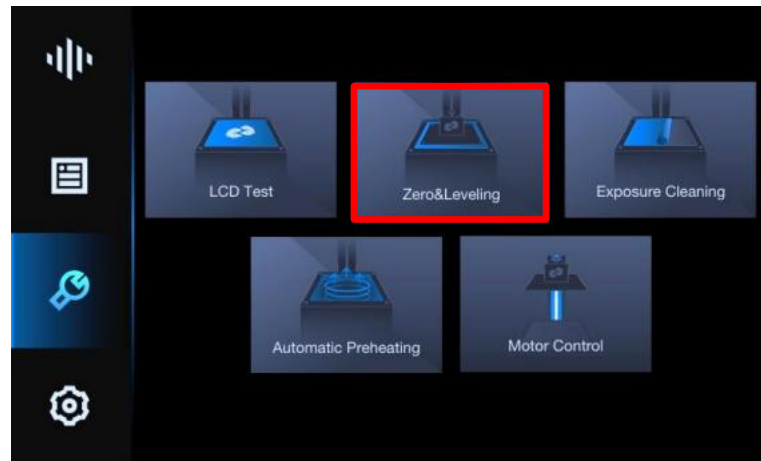 LCD Test
Zero&Leveling
Exposure Cleaning
Automatic Preheating
Motor Control